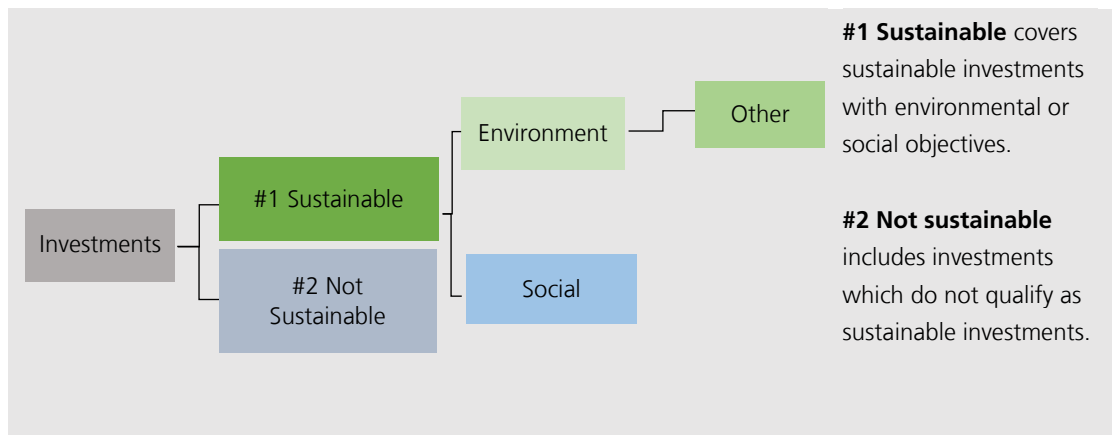 Investments
#1 Sustainable
#2 Not
Sustainable
Environment
Social
Other
#1 Sustainable covers
sustainable investments
with environmental or
social objectives.
#2 Not sustainable
includes investments
which do not qualify as
sustainable investments.